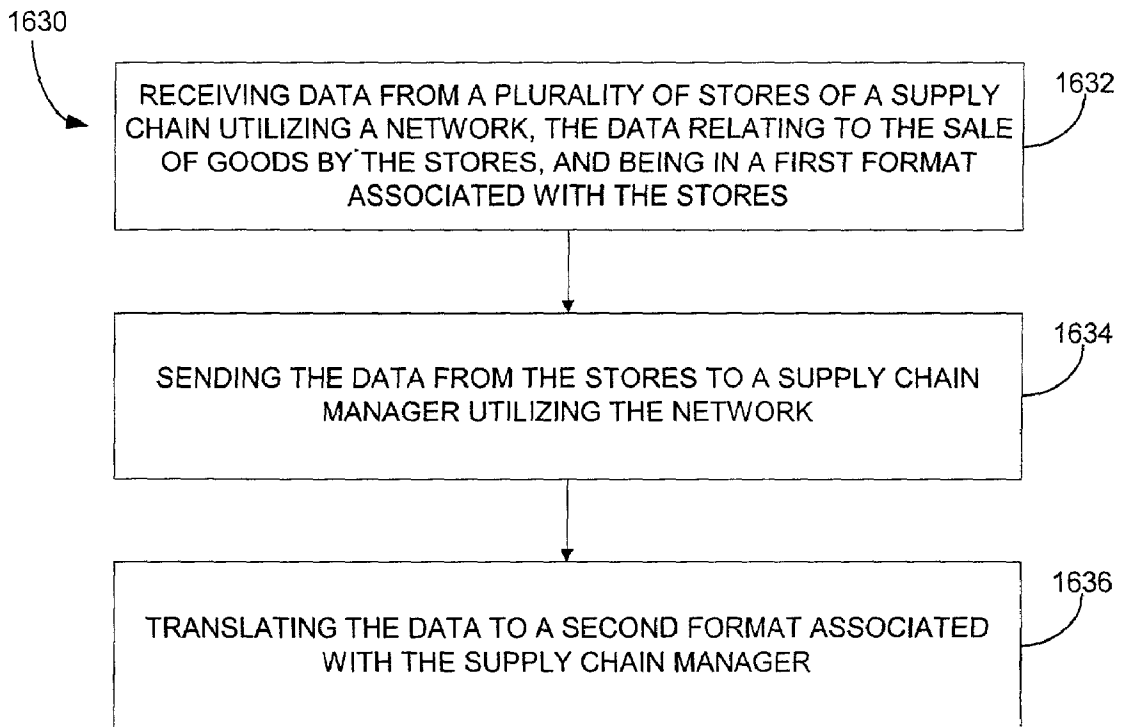 1630
1632
RECEIVING DATA FROM A PLURALITY OF STORES OF A SUPPLY
CHAIN UTILIZING A NETWORK, THE DATA RELATING TO THE SALE
OF GOODS BY THE STORES, AND BEING IN A FIRST FORMAT
ASSOCIATED WITH THE STORES
1634
SENDING THE DATA FROM THE STORES TO A SUPPLY CHAIN
MANAGER UTILIZING THE NETWORK
1636
TRANSLATING THE DATA TO A SECOND FORMAT ASSOCIATED
WITH THE SUPPLY CHAIN MANAGER